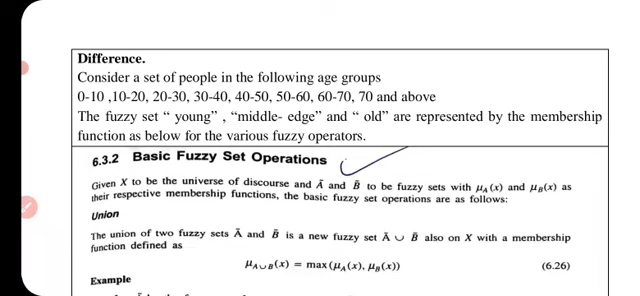 Difference.
Consider a set of people in the following age groups
0-10 ,10-20, 20-30, 30-40, 40-50, 50-60, 60-70, 70 and above
The fuzzy set “ young” , “middle- edge” and “ old” are represented by the membership
function as below for the various fuzzy operators.
6.3.2 Basic Fuzzy Set Operations
Given X to be the universe of discourse and Ã and B̃ to be fuzzy sets with μA(x) and μB(x) as
their respective membership functions, the basic fuzzy set operations are as follows:
Union
The union of two fuzzy sets Ã and B̃ is a new fuzzy set Ã ∪ B̃ also on X with a membership
function defined as
μA∪B(x) = max(μA(x), μB(x)) (6.26)
Example